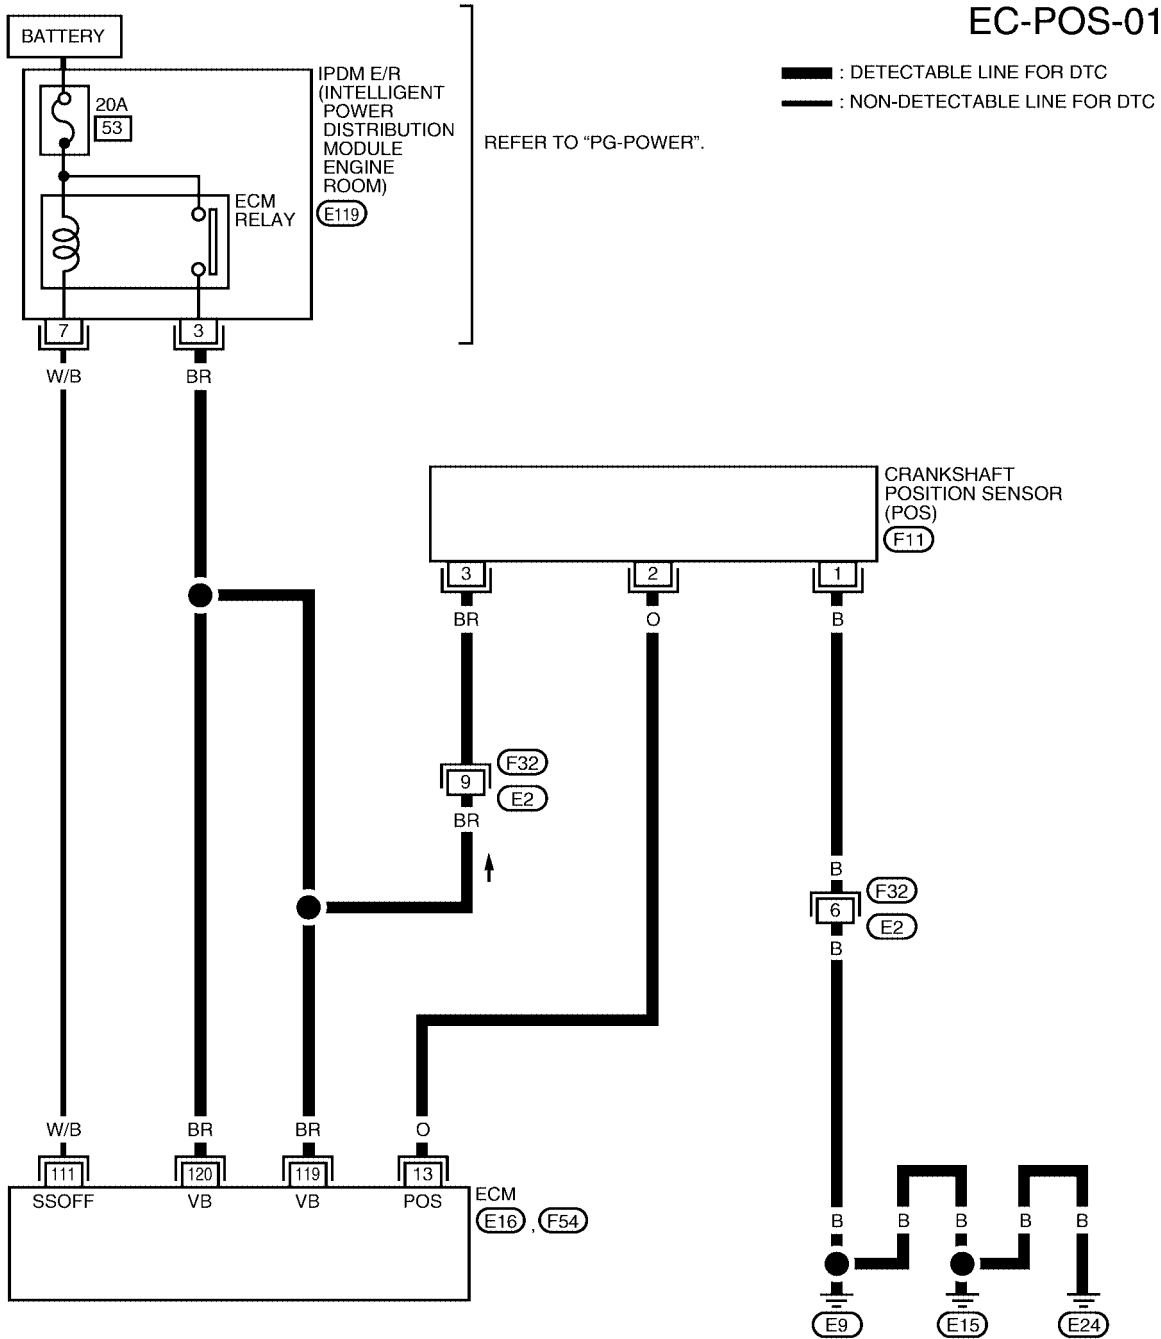 EC-POS-01
BATTERY
: DETECTABLE LINE FOR DTC
: NON-DETECTABLE LINE FOR DTC
20A
53
IPDM E/R
(INTELLIGENT
POWER
DISTRIBUTION
MODULE
ENGINE
ROOM)
E119
REFER TO “PG-POWER”.
ECM
RELAY
7
3
W/B
BR
CRANKSHAFT
POSITION SENSOR
(POS)
F11
3
2
1
BR
O
B
F32
9
E2
BR
B
F32
6
E2
B
W/B
BR
BR
O
111
120
119
13
SSOFF
VB
VB
POS
ECM
E16 , F54
B
B
B
B
B
E9
E15
E24